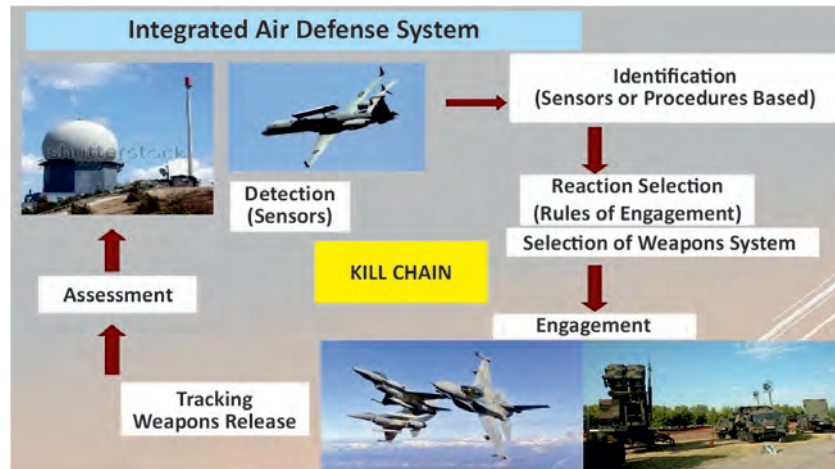 Integrated Air Defense System
shutterstock
Detection
(Sensors)
Identification
(Sensors or Procedures Based)
Reaction Selection
(Rules of Engagement)
Selection of Weapons System
KILL CHAIN
Engagement
Tracking
Weapons Release
Assessment